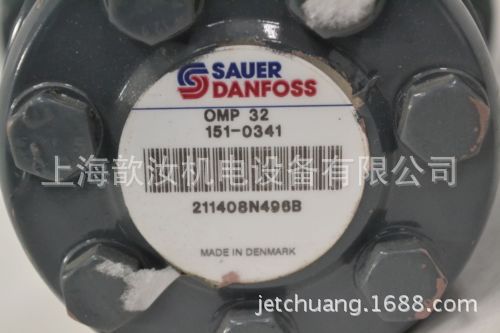 SAUER
DANFOSS
OMP 32
151-0341
上海歆汝机电设备有限公司
211408N496B
MADE IN DENMARK
jetchuang.1688.com